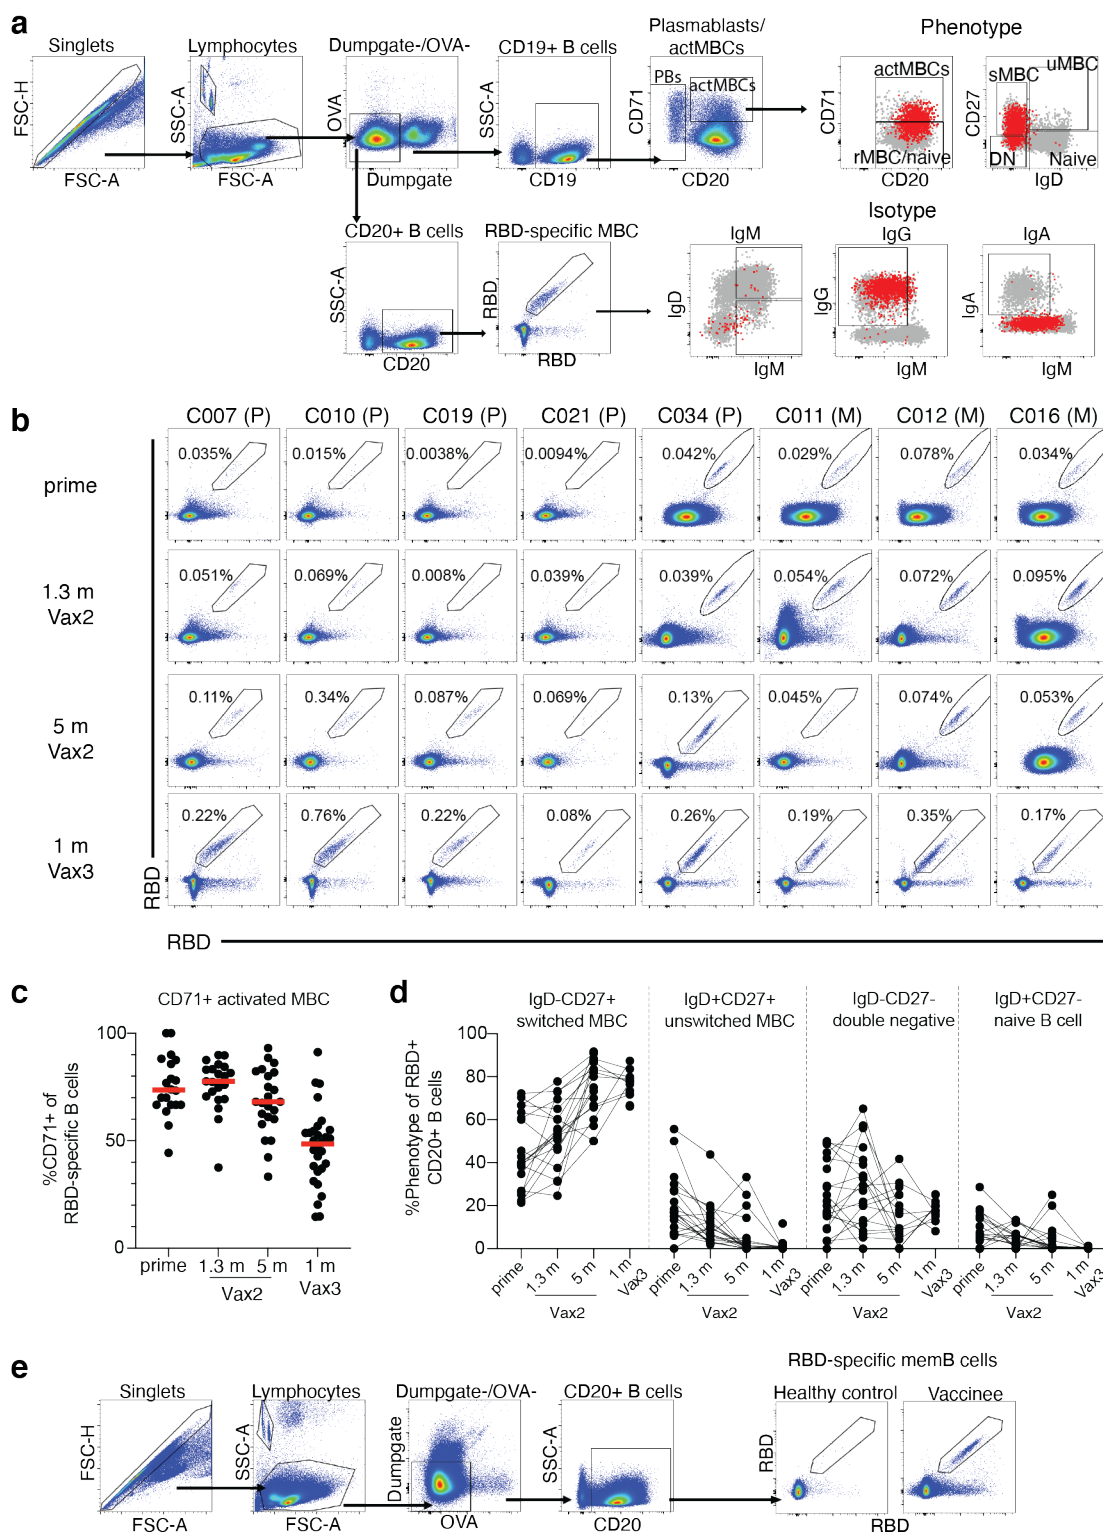 a
Singlets
Lymphocytes
Dumpgate-/OVA-
CD19+ B cells
Plasmablasts/
actMBCs
Phenotype
FSC-H
FSC-A
SSC-A
FSC-A
OVA
Dumpgate
SSC-A
CD19
PBs
actMBCs
CD71
CD20
actMBCs
CD71
rMBC/naive
CD20
sMBC
uMBC
CD27
DN
Naive
IgD
Isotype
CD20+ B cells
RBD-specific MBC
IgM
IgG
IgA
SSC-A
CD20
RBD
RBD
IgD
IgM
IgG
IgM
IgA
IgM
b
C007 (P)
C010 (P)
C019 (P)
C021 (P)
C034 (P)
C011 (M)
C012 (M)
C016 (M)
prime
0.035%
0.015%
0.0038%
0.0094%
0.042%
0.029%
0.078%
0.034%
1.3 m
Vax2
0.051%
0.069%
0.008%
0.039%
0.039%
0.054%
0.072%
0.095%
5 m
Vax2
0.11%
0.34%
0.087%
0.069%
0.13%
0.045%
0.074%
0.053%
1 m
Vax3
0.22%
0.76%
0.22%
0.08%
0.26%
0.19%
0.35%
0.17%
RBD
RBD
c
CD71+ activated MBC
%CD71+ of
RBD-specific B cells
100
50
0
prime
1.3 m
5 m
1 m
Vax2
Vax3
d
IgD-CD27+
switched MBC
IgD+CD27+
unswitched MBC
IgD-CD27-
double negative
IgD+CD27-
naive B cell
%Phenotype of RBD+
CD20+ B cells
100
80
60
40
20
0
prime
1.3 m
5 m
1 m
Vax3
Vax2
prime
1.3 m
5 m
1 m
Vax3
Vax2
prime
1.3 m
5 m
1 m
Vax3
Vax2
prime
1.3 m
5 m
1 m
Vax3
Vax2
e
RBD-specific memB cells
Singlets
Lymphocytes
Dumpgate-/OVA-
CD20+ B cells
Healthy control
Vaccinee
FSC-H
FSC-A
SSC-A
FSC-A
Dumpgate
OVA
SSC-A
CD20
RBD
RBD